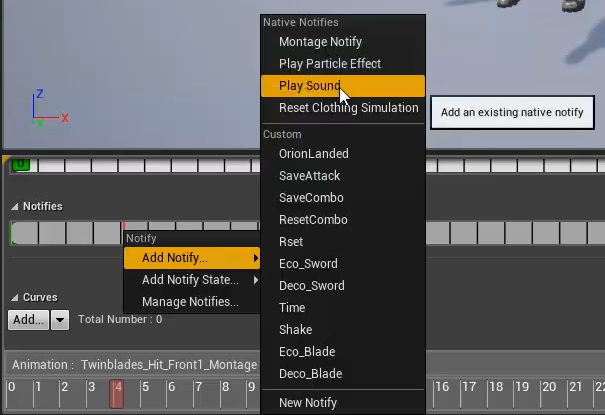 Native Notifies
Montage Notify
Play Particle Effect
Play Sound
Reset Clothing Simulation
Add an existing native notify
Custom
OrionLanded
SaveAttack
SaveCombo
ResetCombo
Rset
Eco_Sword
Deco_Sword
Time
Shake
Eco_Blade
Deco_Blade
New Notify
Z
X
Y
0
Notifies
Notify
Add Notify...
Add Notify State...
Manage Notifies...
Curves
Add...
Total Number : 0
Animation : Twinblades_Hit_Front1_Montage
0 1 2 3 4 5 6 7 8 9 16 17 18 19 20 21 22